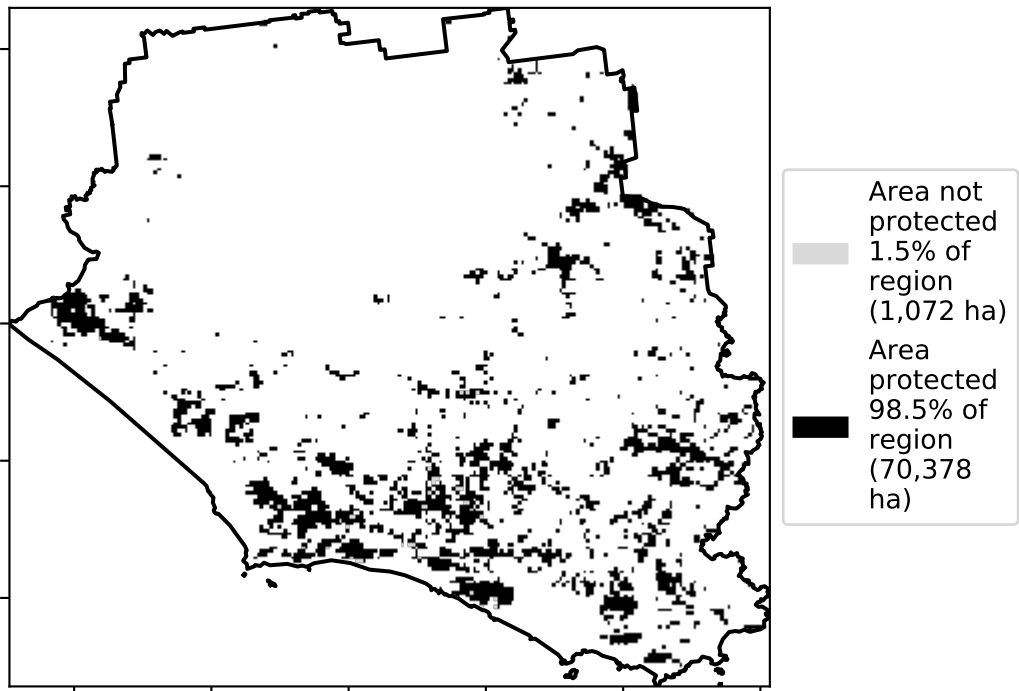 Area not
protected
1.5% of
region
(1,072 ha)
Area
protected
98.5% of
region
(70,378
ha)